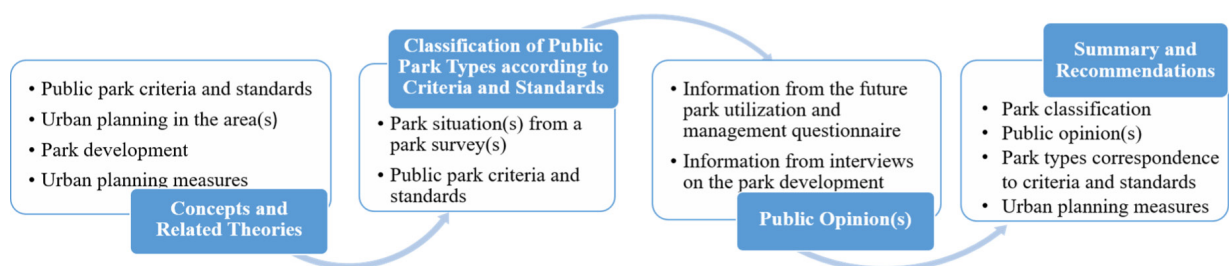 • Public park criteria and standards
• Urban planning in the area(s)
• Park development
• Urban planning measures
Concepts and
Related Theories
Classification of Public
Park Types according to
Criteria and Standards
• Park situation(s) from a
park survey(s)
• Public park criteria and
standards
• Information from the future
park utilization and
management questionnaire
• Information from interviews
on the park development
Public Opinion(s)
Summary and
Recommendations
• Park classification
• Public opinion(s)
• Park types correspondence
to criteria and standards
• Urban planning measures